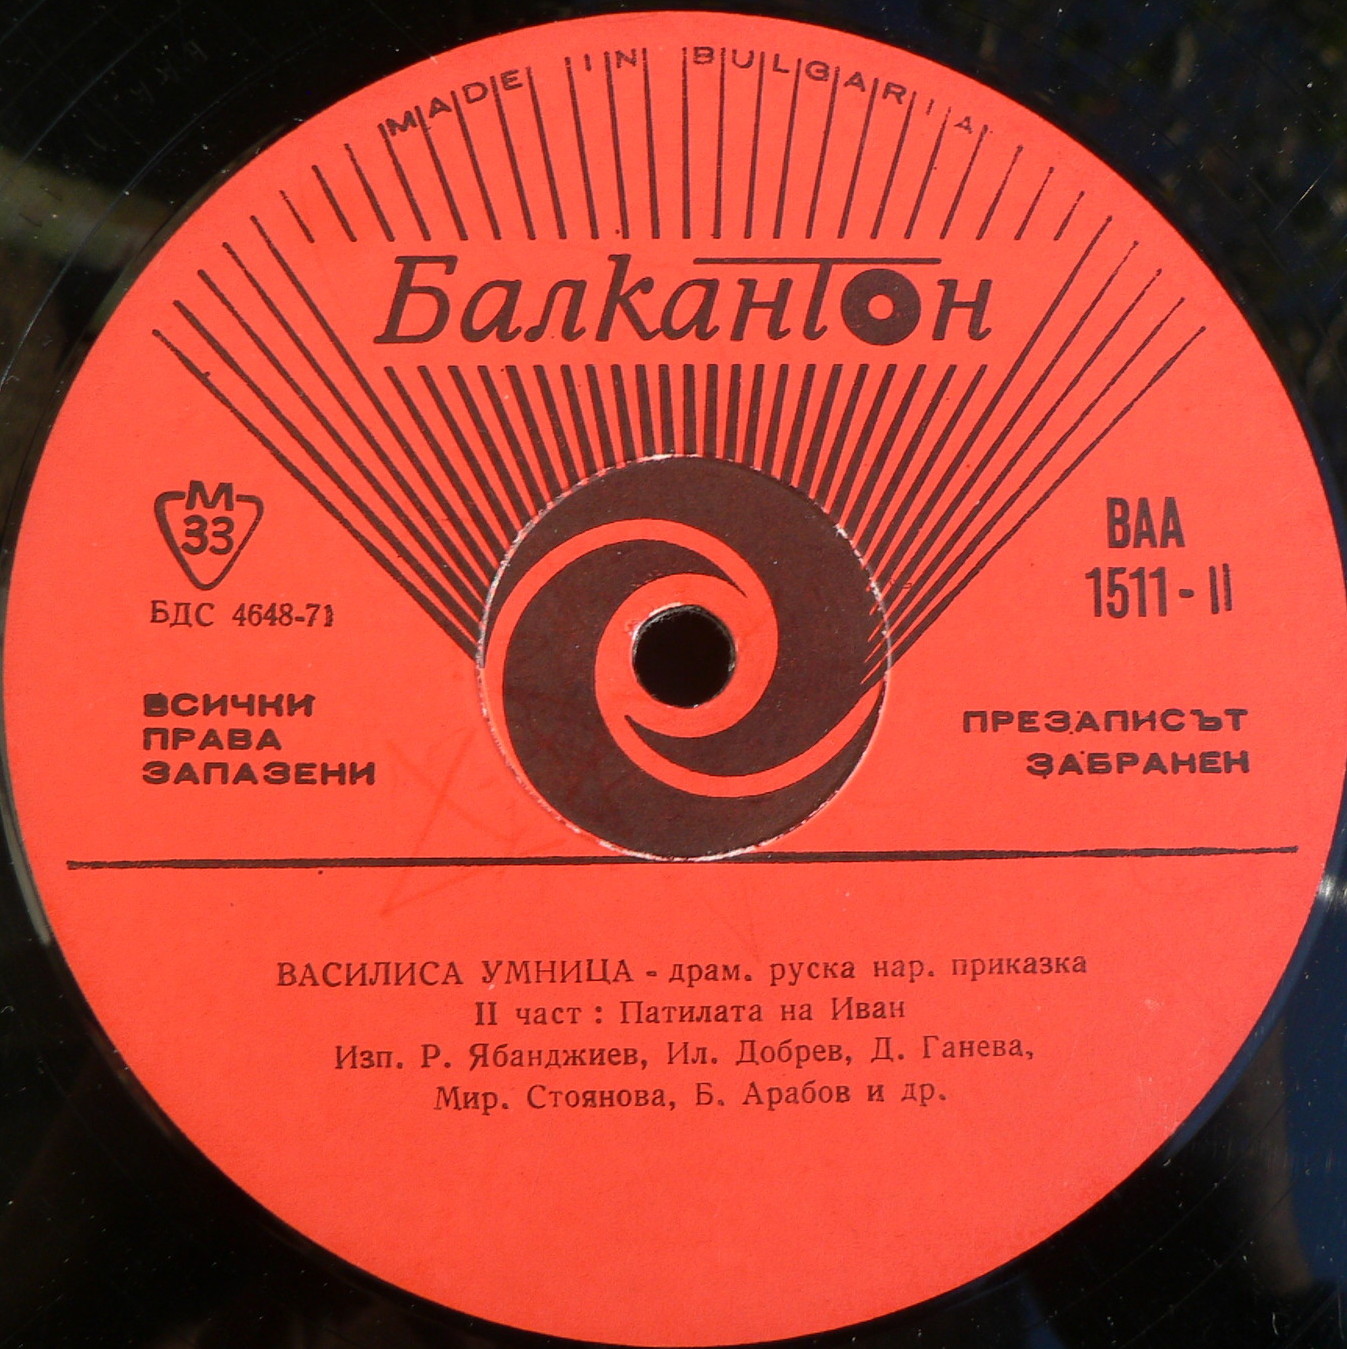 MADE IN BULGARIA
Балкантон
М
33
БДС 4648-71
ВАА
1511-II
ВСИЧКИ
ПРАВА
ЗАПАЗЕНИ
ПРЕЗАПИСЪТ
ЗАБРАНЕН
ВАСИЛИСА УМНИЦА - драм. руска нар. приказка
II част : Патилата на Иван
Изп. Р. Ябанджиев, Ил. Добрев, Д. Ганева,
Мир. Стоянова, Б. Арабов и др.